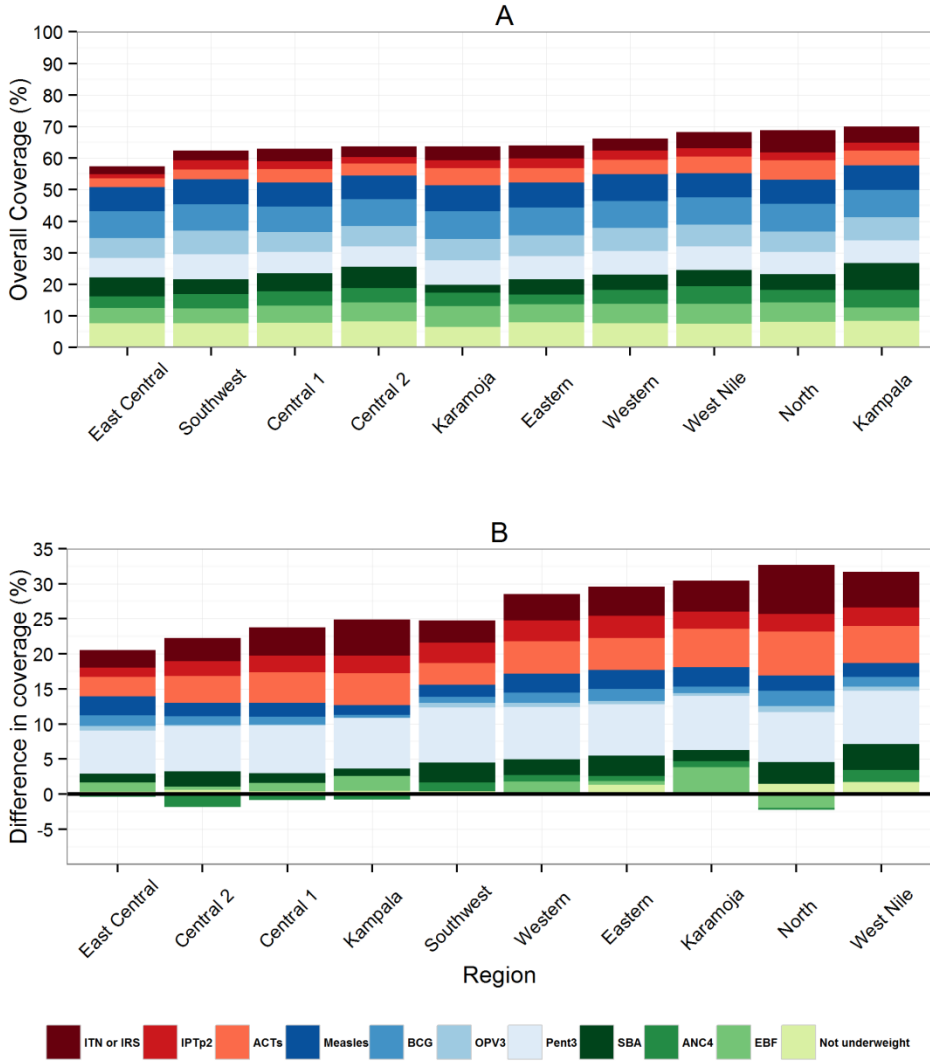 A
Overall Coverage (%)
100
90
80
70
60
50
40
30
20
10
0
East Central
Southwest
Central 1
Central 2
Karamoja
Eastern
Western
West Nile
North
Kampala
B
Difference in coverage (%)
35
30
25
20
15
10
5
0
-5
East Central
Central 2
Central 1
Kampala
Southwest
Western
Eastern
Karamoja
North
West Nile
Region
ITN or IRS IPTp2 ACTs Measles BCG OPV3 Pent3 SBA ANC4 EBF Not underweight